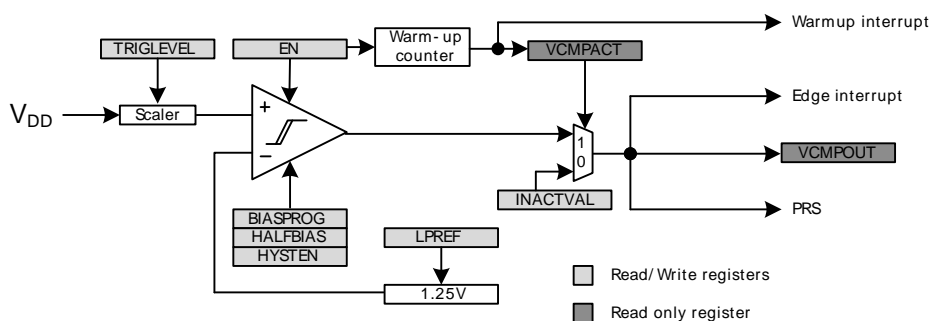 Warmup interrupt
TRIGLEVEL
EN
Warm-up
counter
VCMPACT
VDD
Scaler
+
−
1
0
Edge interrupt
VCMPOUT
INACTVAL
PRS
BIASPROG
HALFBIAS
HYSTEN
LPREF
1.25V
Read/Write registers
Read only register